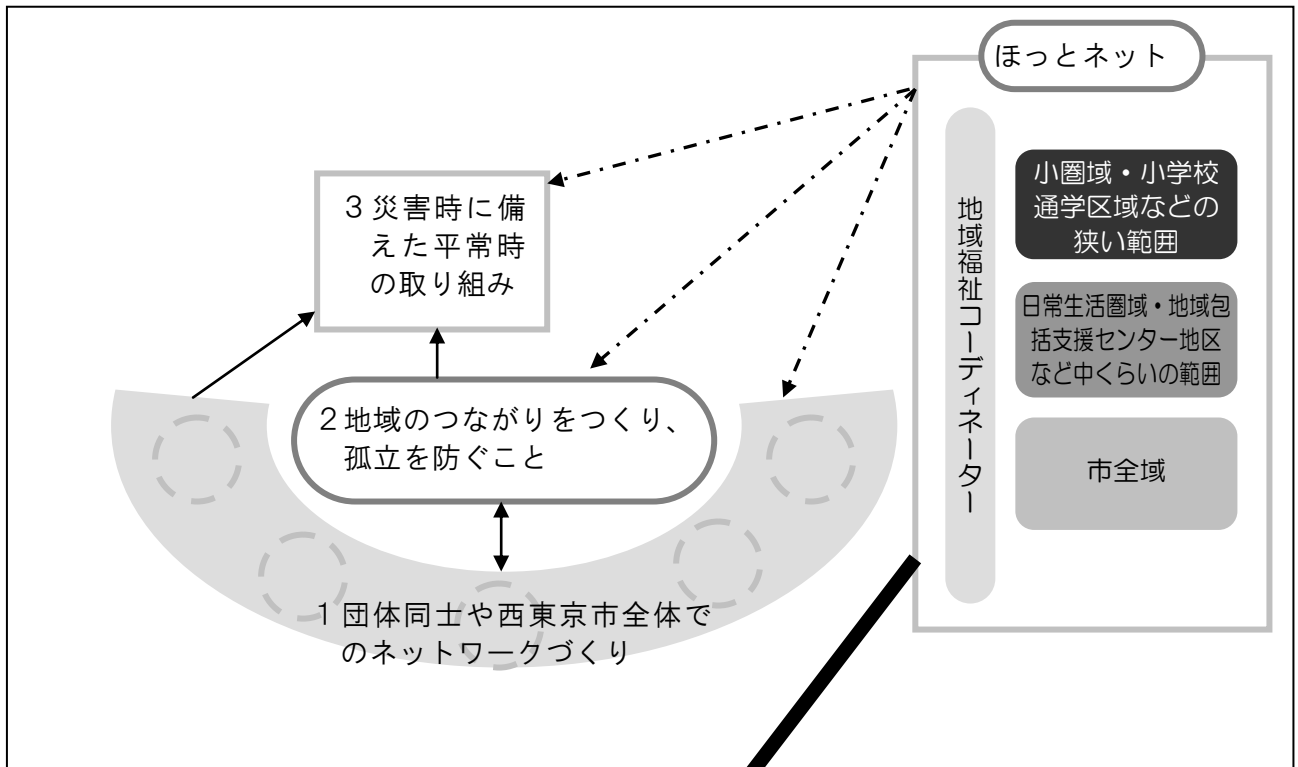 ほっとネット
3 災害時に備
えた平常時
の取り組み
2 地域のつながりをつくり、
孤立を防ぐこと
1 団体同士や西東京市全体で
のネットワークづくり
地域福祉コーディネーター
小圏域・小学校
通学区域などの
狭い範囲
日常生活圏域・地域包
括支援センター地区
など中くらいの範囲
市全域